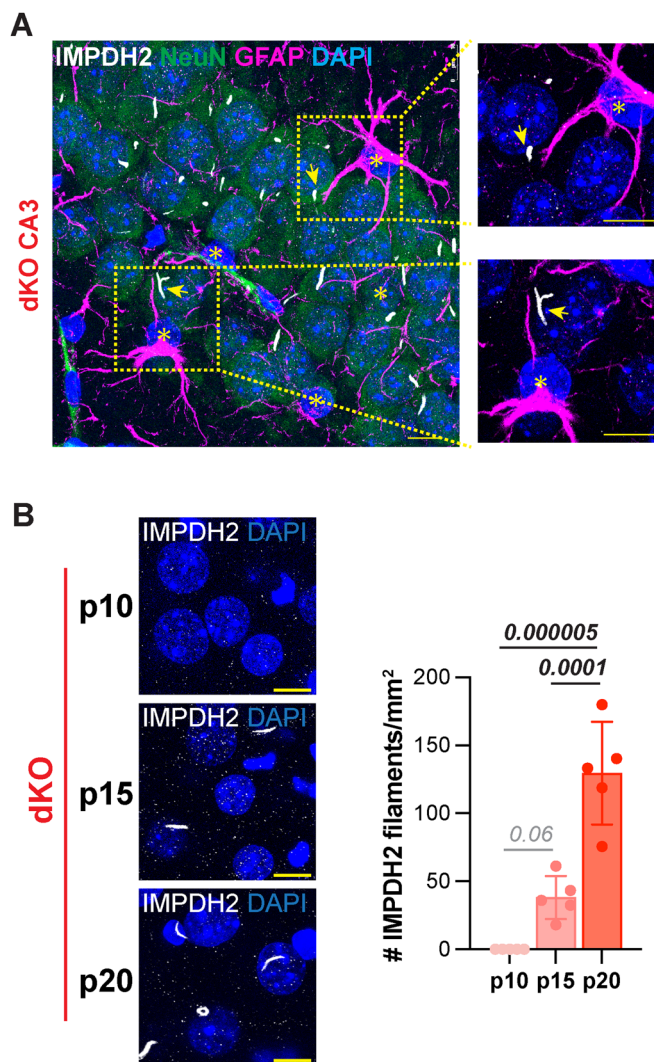 A
IMPDH2 NeuN GFAP DAPI
dKO CA3
*
*
*
*
*
*
*
B
dKO
p10
IMPDH2 DAPI
p15
IMPDH2 DAPI
p20
IMPDH2 DAPI
# IMPDH2 filaments/mm²
0.000005
0.0001
0.06
200
150
100
50
0
p10 p15 p20